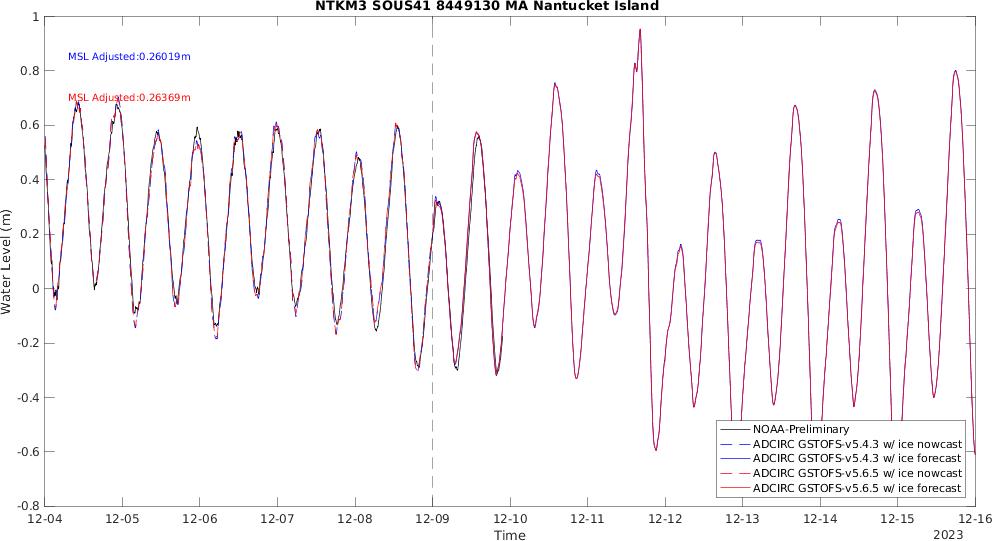 NTKM3 SOUS41 8449130 MA Nantucket Island
MSL Adjusted:0.26019m
MSL Adjusted:0.26369m
1
0.8
0.6
0.4
0.2
0
-0.2
-0.4
-0.6
-0.8
Water Level (m)
NOAA-Preliminary
ADCIRC GSTOFS-v5.4.3 w/ ice nowcast
ADCIRC GSTOFS-v5.4.3 w/ ice forecast
ADCIRC GSTOFS-v5.6.5 w/ ice nowcast
ADCIRC GSTOFS-v5.6.5 w/ ice forecast
12-04 12-05 12-06 12-07 12-08 12-09 12-10 12-11 12-12 12-13 12-14 12-15 12-16
Time
2023